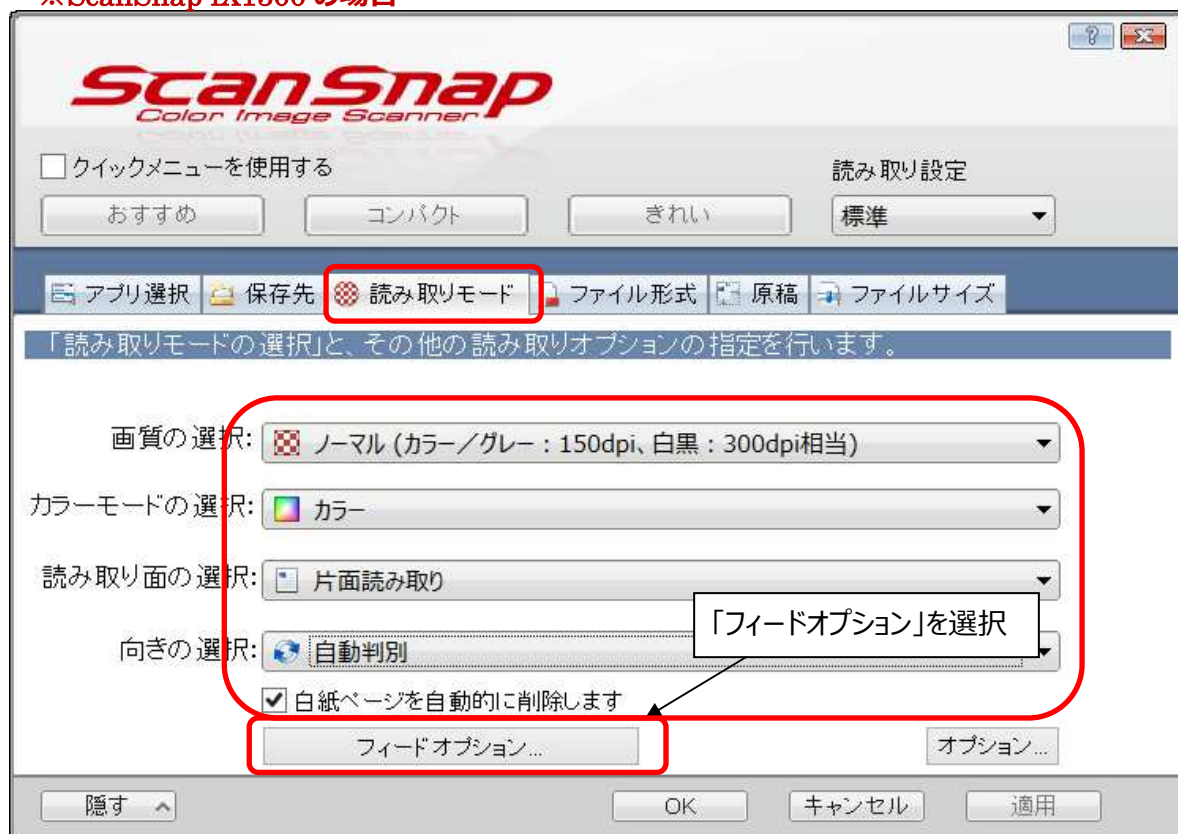 ※ScanSnap iX1500 の場合
ScanSnap
Color Image Scanner
クイックメニューを使用する
読み取り設定
おすすめ コンパクト きれい 標準
アプリ選択 保存先 読み取りモード ファイル形式 原稿 ファイルサイズ
「読み取りモードの選択」と、その他の読み取りオプションの指定を行います。
画質の選択: ノーマル (カラー/グレー:150dpi、白黒:300dpi相当)
カラーモードの選択: カラー
読み取り面の選択: 片面読み取り
「フィードオプション」を選択
向きの選択: 自動判別
白紙ページを自動的に削除します
フィードオプション... オプション...
隠す OK キャンセル 適用